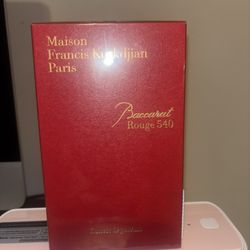 Maison
Francis Kurkdjian
Paris
Baccarat
Rouge 540